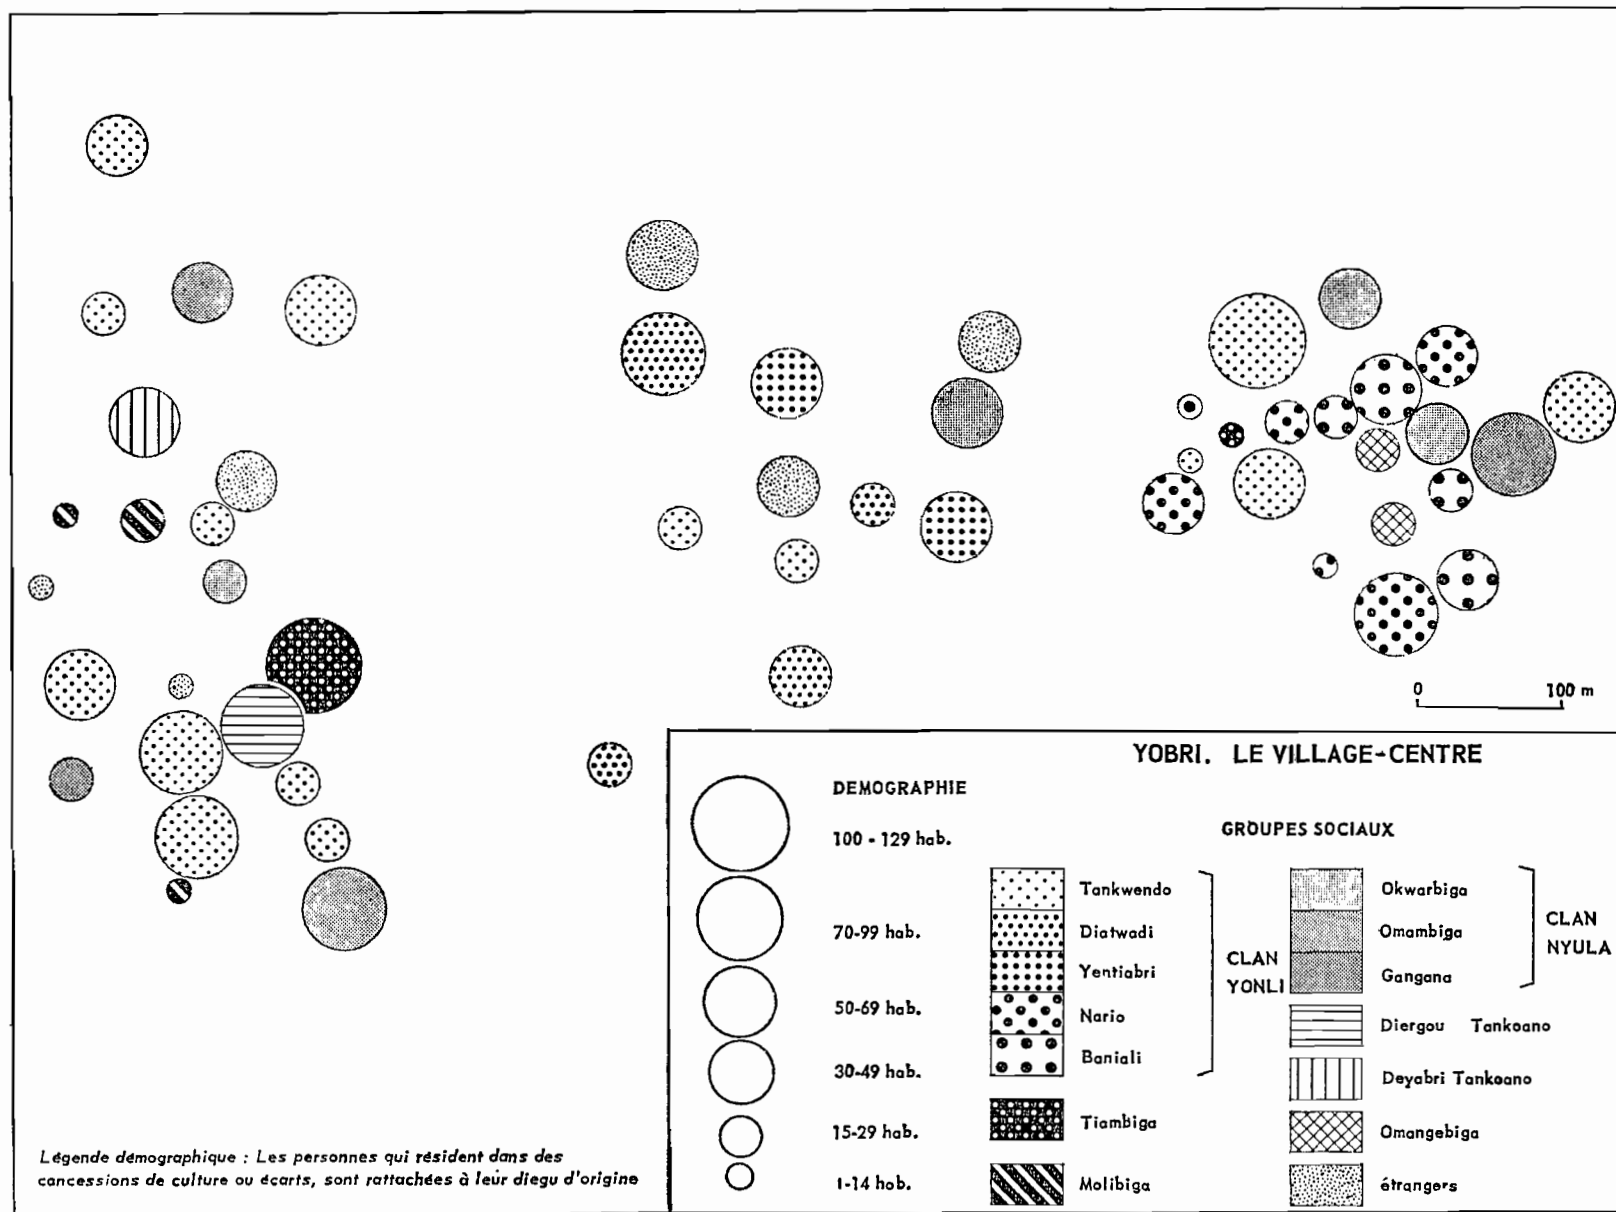 0 100 m
YOBRI. LE VILLAGE-CENTRE
DEMOGRAPHIE
100 - 129 hab.
70-99 hab.
50-69 hab.
30-49 hab.
15-29 hab.
1-14 hob.
GROUPES SOCIAUX
Tankwendo
Diatwadi
Yentiabri
Nario
Baniali
CLAN
YONLI
Tiambiga
Molibiga
Okwarbiga
Omambiga
Gangana
CLAN
NYULA
Diergou Tankoano
Deyabri Tankoano
Omangebiga
étrangers
Légende démographique : Les personnes qui résident dans des
concessions de culture ou écarts, sont rattachées à leur diegu d'origine